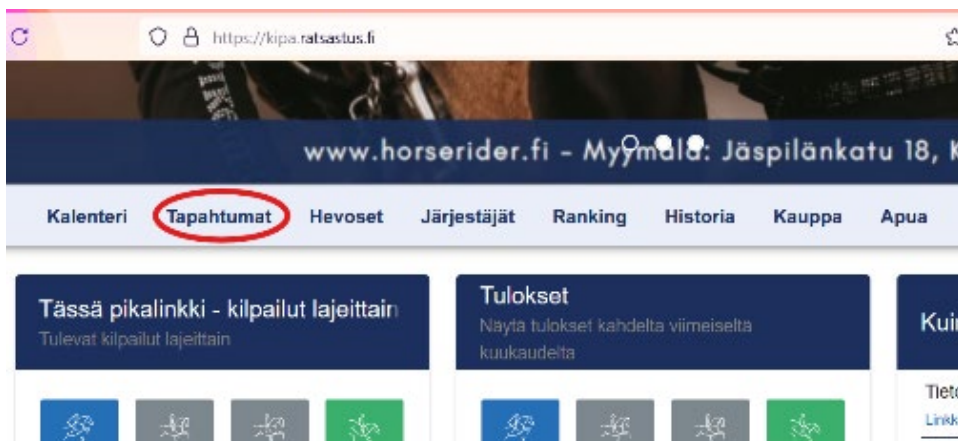 https://kipa.ratsastus.fi
www.horserider.fi - Myymälä: Jäspilänkatu 18,
Kalenteri Tapahtumat Hevoset Järjestäjät Ranking Historia Kauppa Apua
Tässä pikalinkki - kilpailut lajeittain
Tulevat kilpailut lajeittain
Tulokset
Näytä tulokset kahdelta viimeiseltä
kuukaudelta